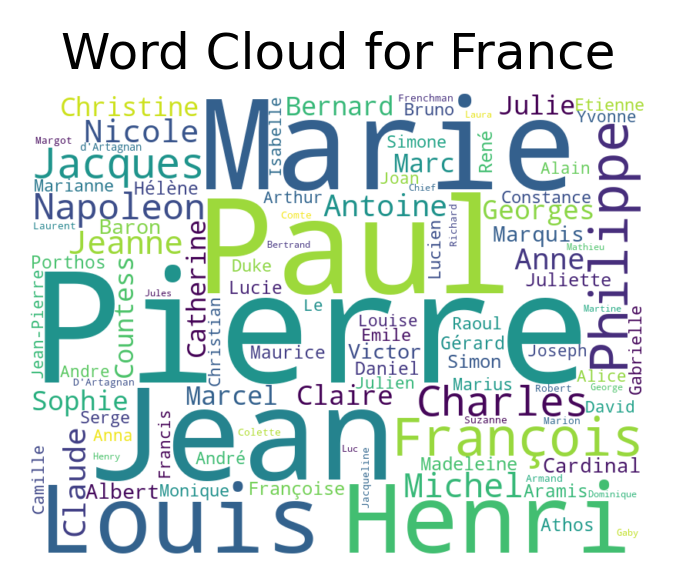 Word Cloud for France
Christine
Marie
Isabelle
Bernard
Frenchman
Bruno
Laura
Julie
Etienne
Yvonne
Margot
d'Artagnan
Nicole
Simone
René
Jacques
Marc
Alain
Philippe
Marianne
Hélène
Joan
Chief
Napoleon
Arthur
Antoine
Constance
Georges
Laurent
Baron
Comte
Paul
Lucien
Richard
Marquis
Jeanne
Catherine
Bertrand
Mathieu
Porthos
Duke
Anne
Jean-Pierre
Countess
Pierre
Lucie
Juliette
Jules
Christian
Le
Louise
Emile
Raoul
Martine
Gabrielle
Maurice
Victor
Gérard
Joseph
Andre
Daniel
Simon
Alice
D'Artagnan
Julien
Marius
Robert
George
Sophie
Jean
Marcel
Claire
Charles
David
Serge
Suzanne
Marion
Anna
Francis
Colette
François
Claude
Luc
Henry
André
Jacqueline
Madeleine
Cardinal
Camille
Albert
Monique
Françoise
Michel
Armand
Aramis
Dominique
Louis
Henri
Athos
Gaby